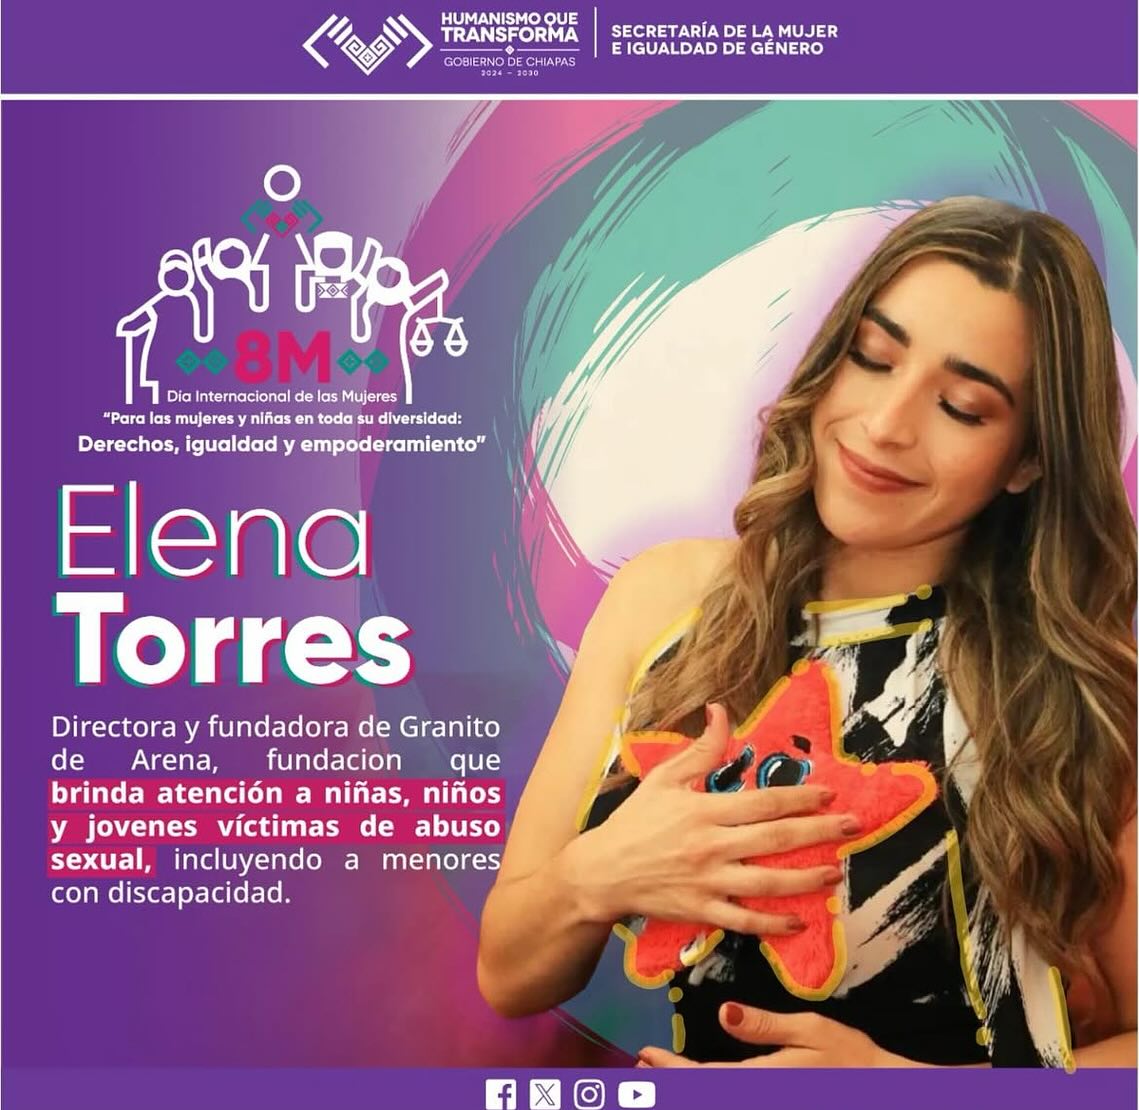 HUMANISMO QUE
TRANSFORMA
GOBIERNO DE CHIAPAS
2024 – 2030
SECRETARÍA DE LA MUJER
E IGUALDAD DE GÉNERO
8M
Día Internacional de las Mujeres
“Para las mujeres y niñas en toda su diversidad:
Derechos, igualdad y empoderamiento”
Elena
Torres
Directora y fundadora de Granito
de Arena, fundacion que
brinda atención a niñas, niños
y jovenes víctimas de abuso
sexual, incluyendo a menores
con discapacidad.